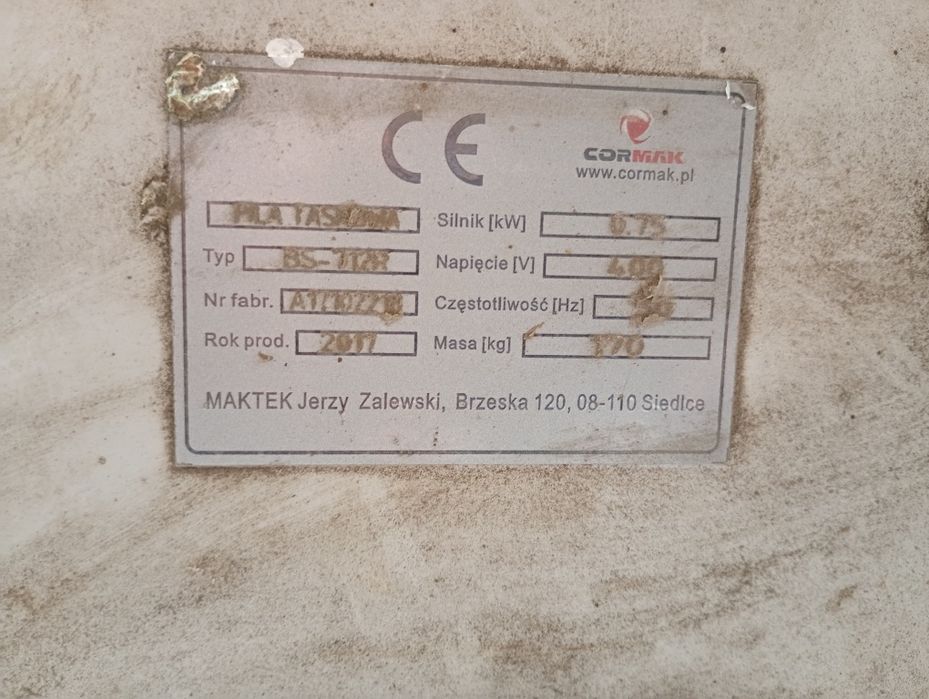 CE
CORMAK
www.cormak.pl
PIŁA TAŚMOWA Silnik [kW] 0.75
Typ BS-712R Napięcie [V] 400
Nr fabr. Częstotliwość [Hz]
Rok prod. 2017 Masa [kg] 170
MAKTEK Jerzy Zalewski, Brzeska 120, 08-110 Siedlce